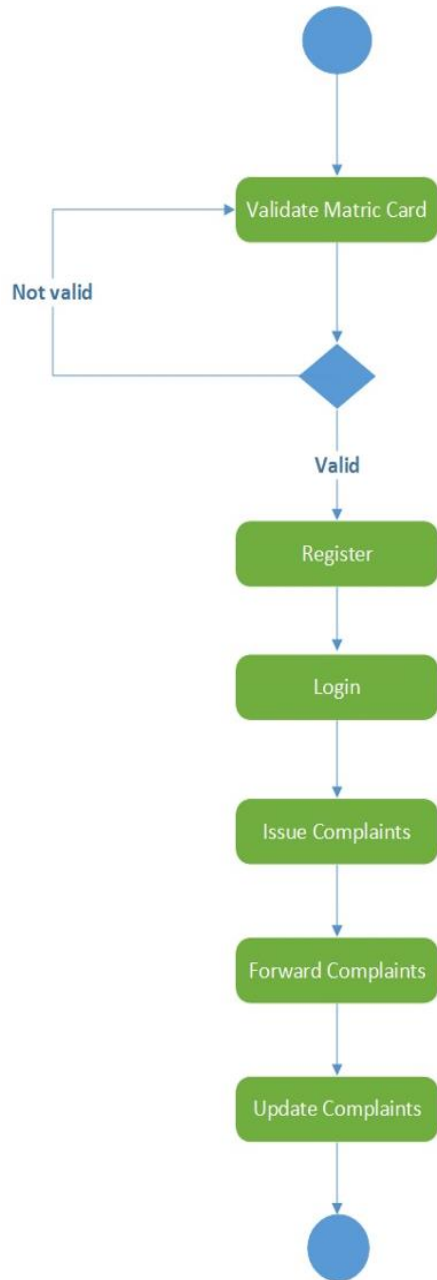 Validate Matric Card
Not valid
Valid
Register
Login
Issue Complaints
Forward Complaints
Update Complaints